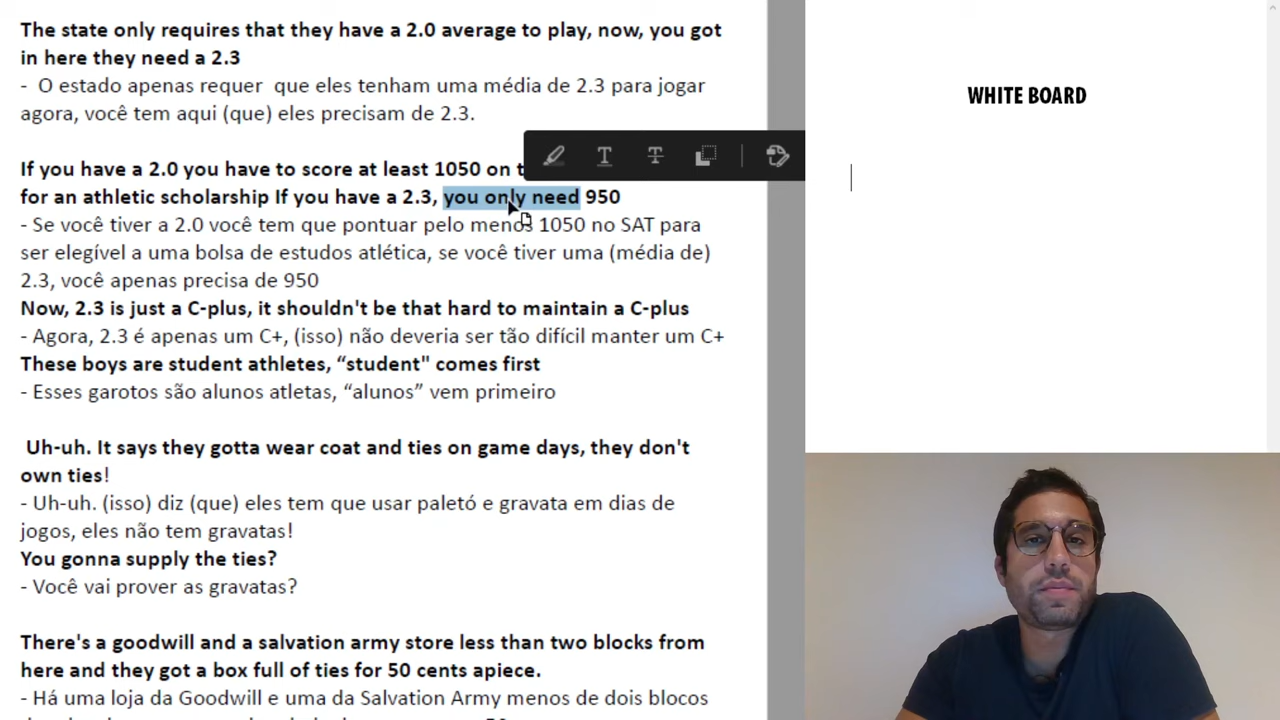 The state only requires that they have a 2.0 average to play, now, you got
in here they need a 2.3
- O estado apenas requer que eles tenham uma média de 2.3 para jogar
agora, você tem aqui (que) eles precisam de 2.3.
If you have a 2.0 you have to score at least 1050 on
for an athletic scholarship If you have a 2.3, you only need 950
- Se você tiver a 2.0 você tem que pontuar pelo menos 1050 no SAT para
ser elegível a uma bolsa de estudos atlética, se você tiver uma (média de)
2.3, você apenas precisa de 950
Now, 2.3 is just a C-plus, it shouldn't be that hard to maintain a C-plus
- Agora, 2.3 é apenas um C+, (isso) não deveria ser tão difícil manter um C+
These boys are student athletes, “student" comes first
- Esses garotos são alunos atletas, “alunos” vem primeiro
Uh-uh. It says they gotta wear coat and ties on game days, they don't
own ties!
- Uh-uh. (isso) diz (que) eles tem que usar paletó e gravata em dias de
jogos, eles não tem gravatas!
You gonna supply the ties?
- Você vai prover as gravatas?
There's a goodwill and a salvation army store less than two blocks from
here and they got a box full of ties for 50 cents apiece.
- Há uma loja da Goodwill e uma da Salvation Army menos de dois blocos
WHITE BOARD